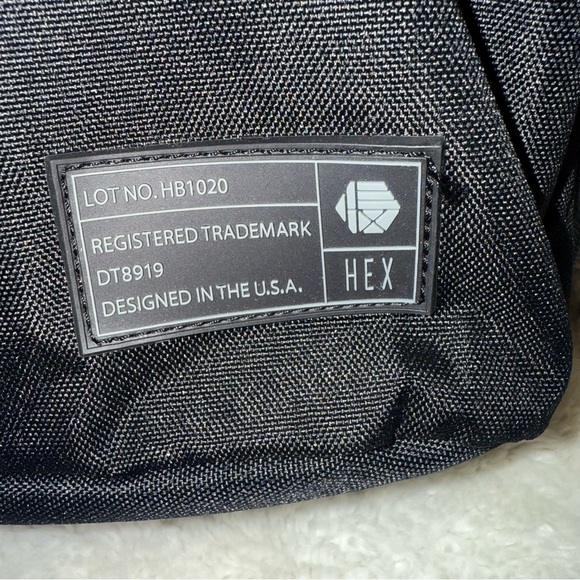 LOT NO. HB1020
REGISTERED TRADEMARK
DT8919
DESIGNED IN THE U.S.A.
HEX